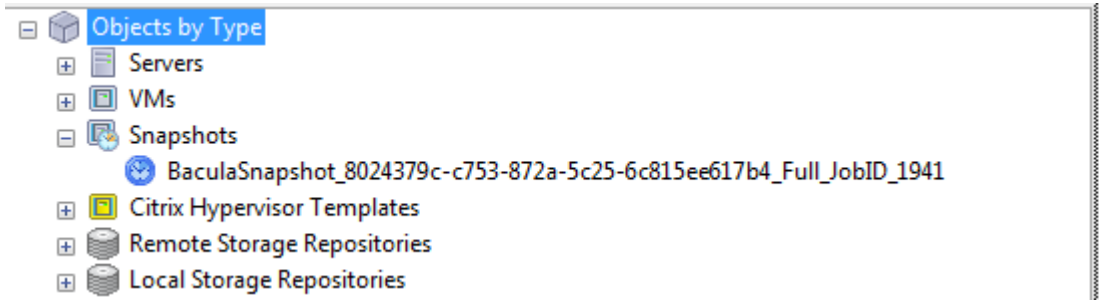 Objects by Type
Servers
VMs
Snapshots
BaculaSnapshot_8024379c-c753-872a-5c25-6c815ee617b4_Full_JobID_1941
Citrix Hypervisor Templates
Remote Storage Repositories
Local Storage Repositories